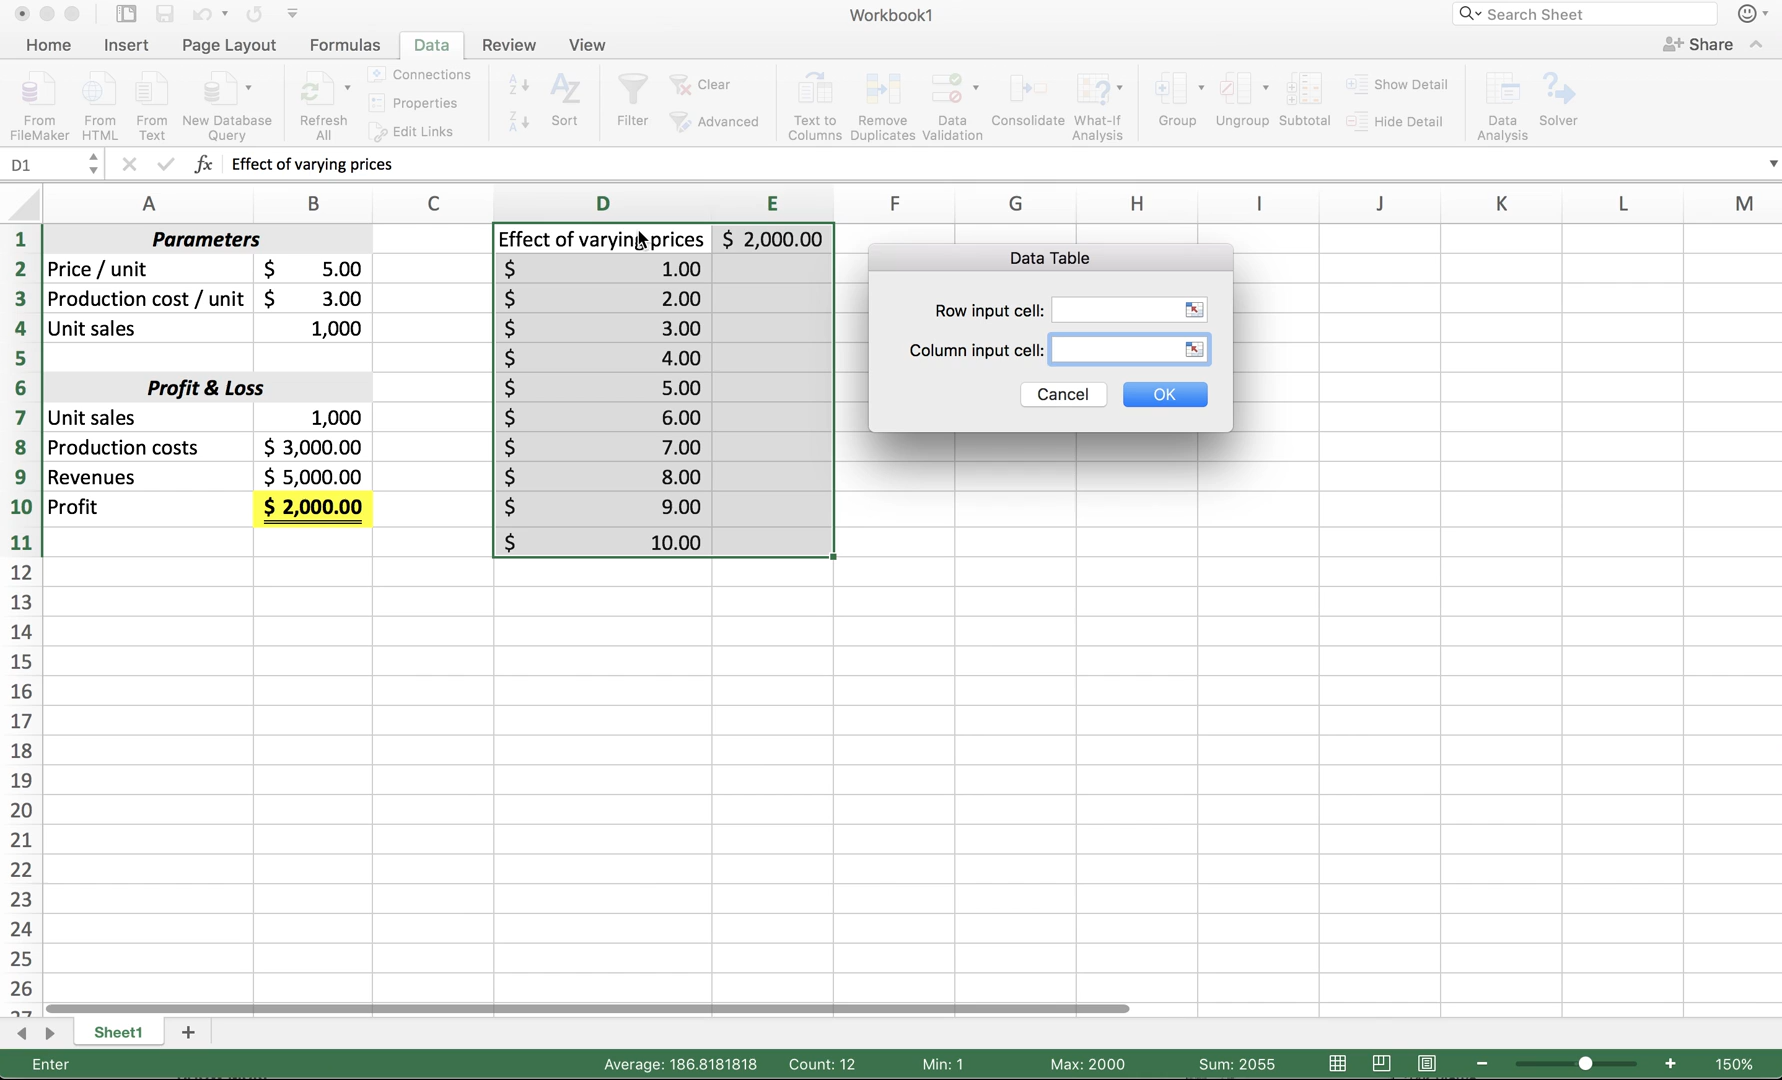 Workbook1
Search Sheet
Home Insert Page Layout Formulas Data Review View Share
From FileMaker
From HTML
From Text
New Database Query
Refresh All
Connections
Properties
Edit Links
A Z
Z A
A Z
Sort
Filter
Clear
Advanced
Text to Columns
Remove Duplicates
Data Validation
Consolidate
What-If Analysis
Group
Ungroup
Subtotal
Show Detail
Hide Detail
Data Analysis
Solver
D1 fx Effect of varying prices
A B C D E F G H I J K L M
1 Parameters Effect of varying prices $ 2,000.00
2 Price / unit $ 5.00 $ 1.00
3 Production cost / unit $ 3.00 $ 2.00
4 Unit sales 1,000 $ 3.00
5 $ 4.00
6 Profit & Loss $ 5.00
7 Unit sales 1,000 $ 6.00
8 Production costs $ 3,000.00 $ 7.00
9 Revenues $ 5,000.00 $ 8.00
10 Profit $ 2,000.00 $ 9.00
11 $ 10.00
12
13
14
15
16
17
18
19
20
21
22
23
24
25
26
27
Data Table
Row input cell:
Column input cell:
Cancel OK
Sheet1 +
Enter Average: 186.8181818 Count: 12 Min: 1 Max: 2000 Sum: 2055 150%